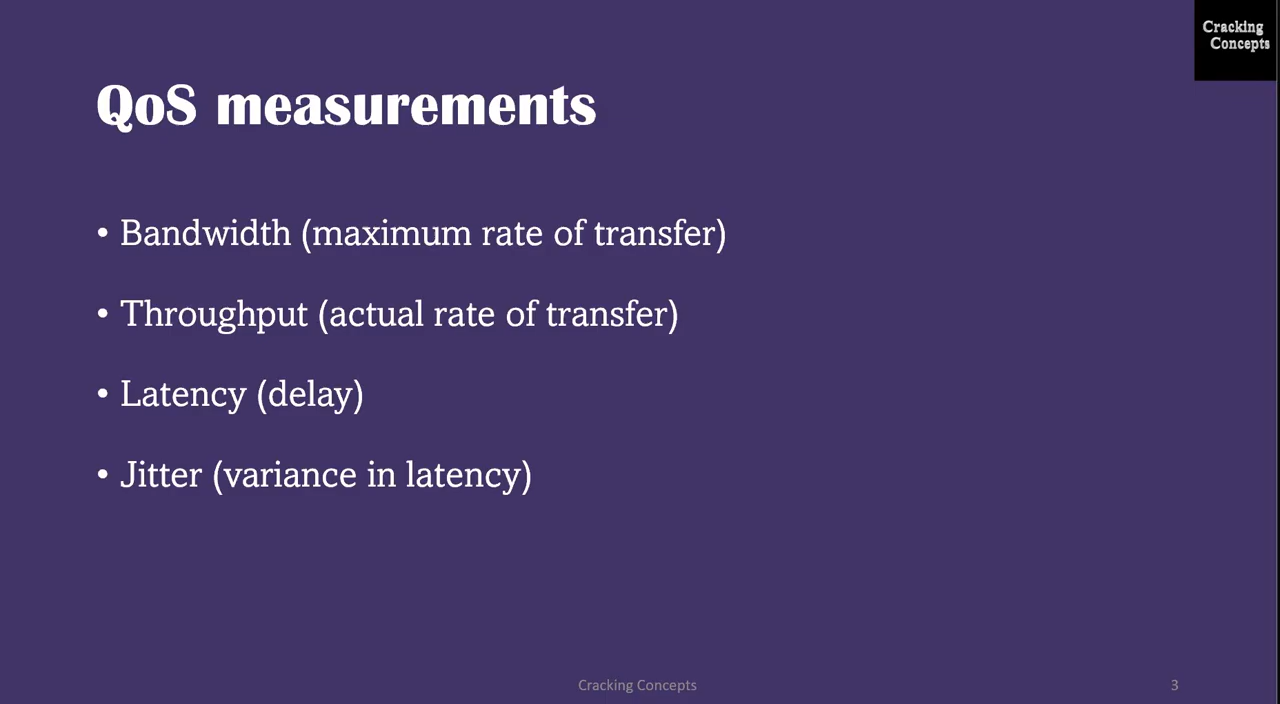 Cracking
Concepts
QoS measurements
• Bandwidth (maximum rate of transfer)
• Throughput (actual rate of transfer)
• Latency (delay)
• Jitter (variance in latency)
Cracking Concepts
3